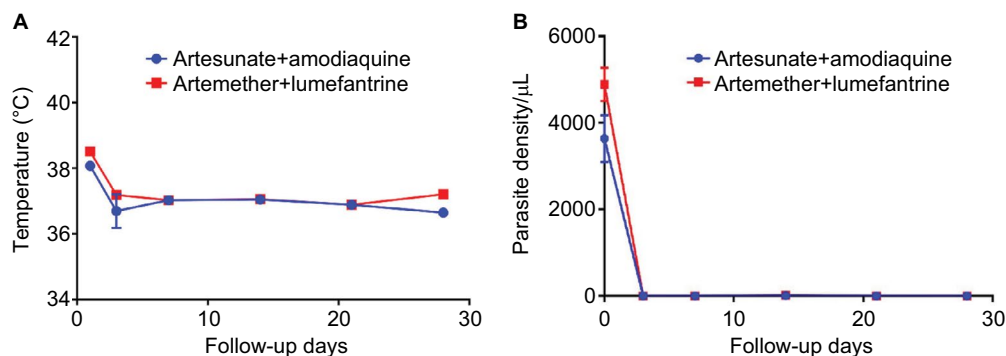 A
42
40
38
36
34
Temperature (°C)
Artesunate+amodiaquine
Artemether+lumefantrine
0
10
20
30
Follow-up days
B
6000
4000
2000
0
Parasite density/μL
Artesunate+amodiaquine
Artemether+lumefantrine
0
10
20
30
Follow-up days